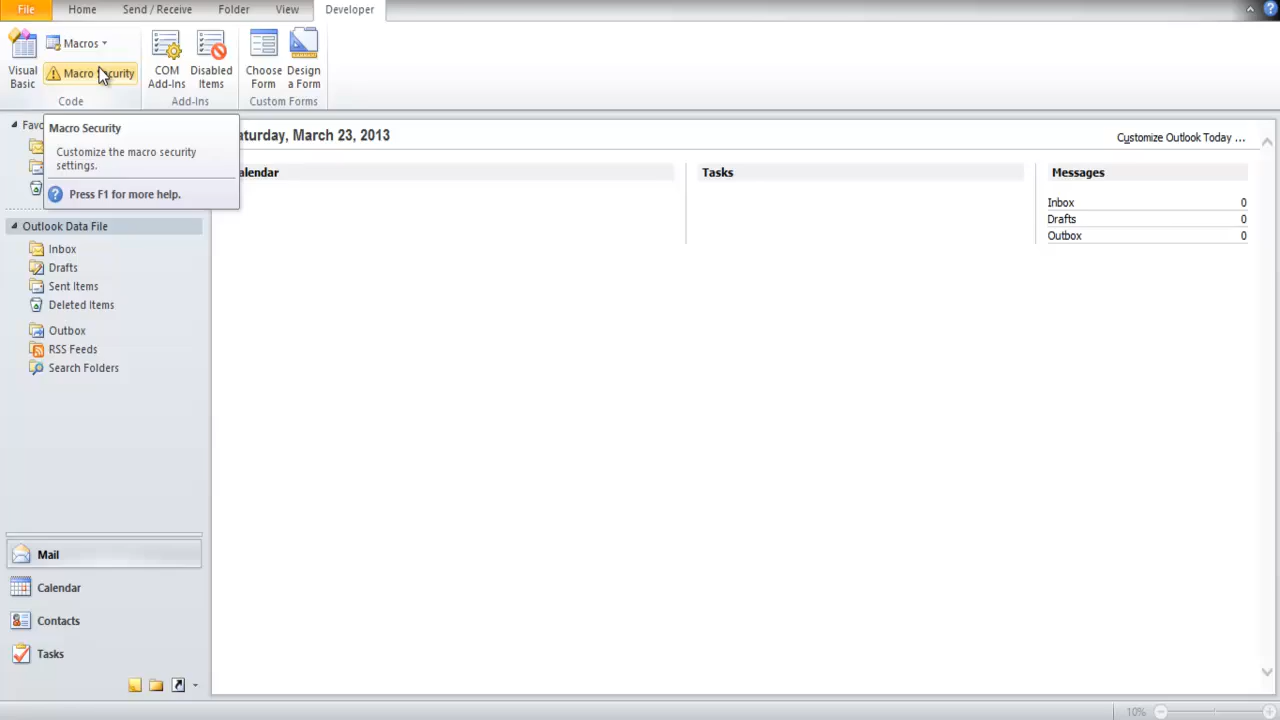 File Home Send / Receive Folder View Developer
Visual Basic
Macros
Macro Security
Code
COM Add-Ins
Disabled Items
Add-Ins
Choose Form
Design a Form
Custom Forms
Favo
Macro Security
Customize the macro security
settings.
Press F1 for more help.
aturday, March 23, 2013
Customize Outlook Today ...
alendar
Tasks
Messages
Inbox 0
Drafts 0
Outbox 0
Outlook Data File
Inbox
Drafts
Sent Items
Deleted Items
Outbox
RSS Feeds
Search Folders
Mail
Calendar
Contacts
Tasks
10%